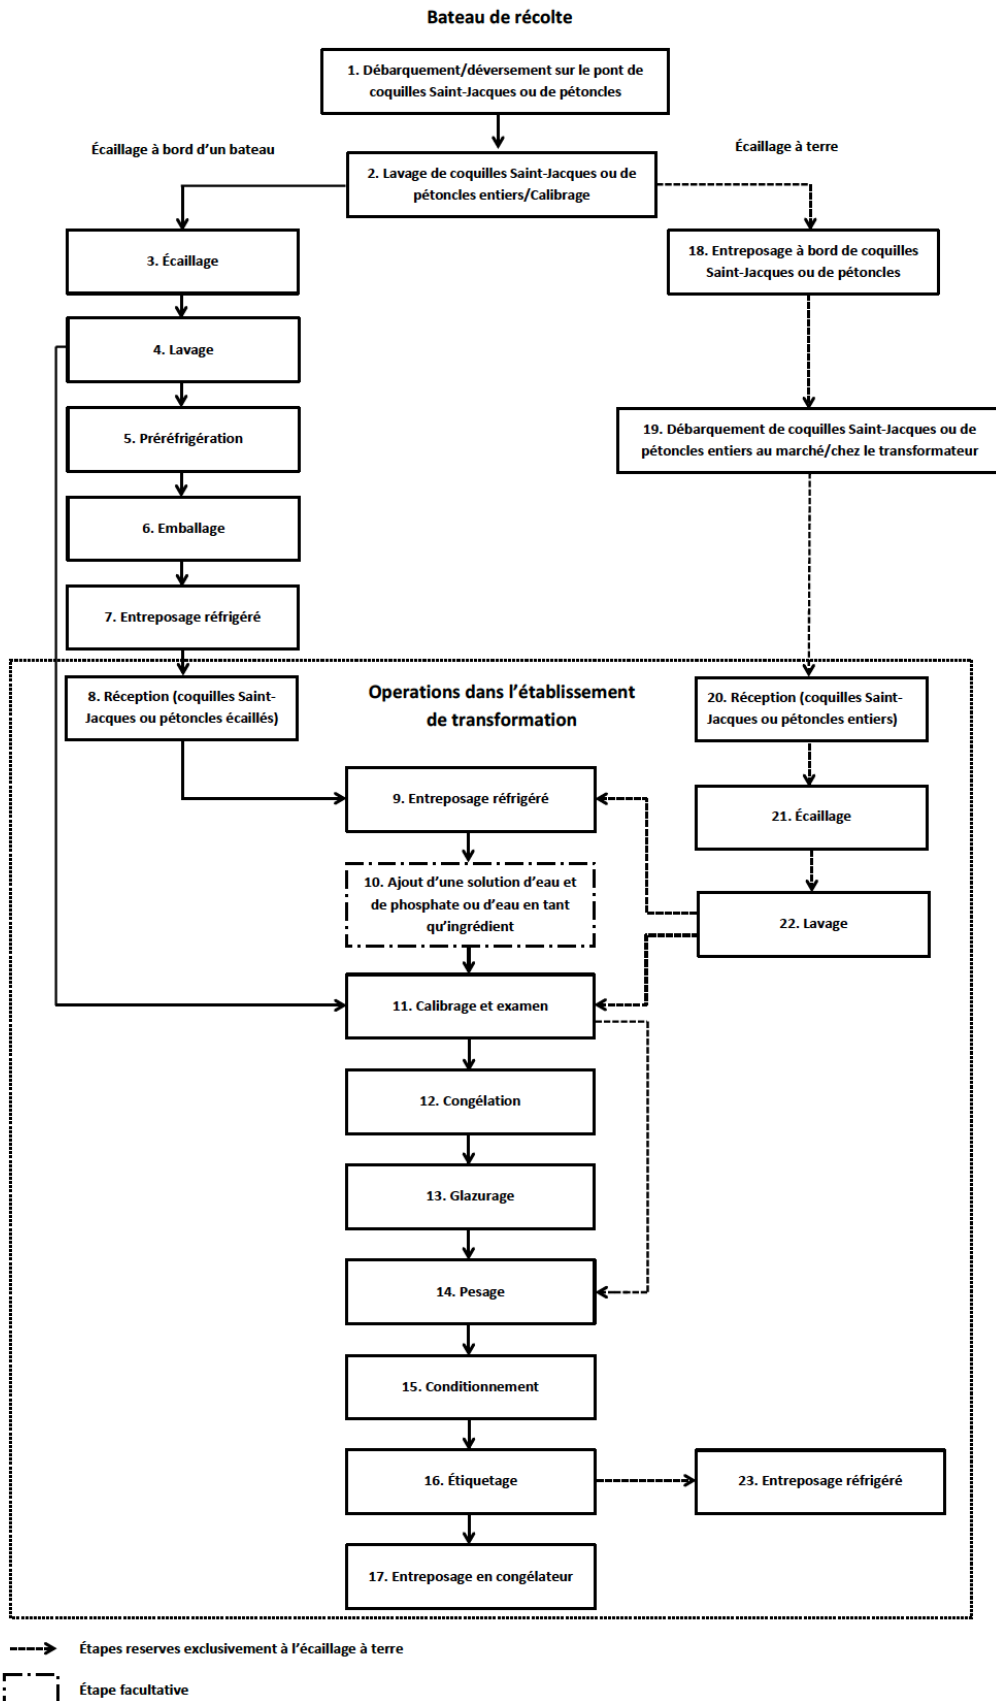 Bateau de récolte
1. Débarquement/déversement sur le pont de
coquilles Saint-Jacques ou de pétoncles
Écaillage à bord d'un bateau
Écaillage à terre
2. Lavage de coquilles Saint-Jacques ou de
pétoncles entiers/Calibrage
3. Écaillage
18. Entreposage à bord de coquilles
Saint-Jacques ou de pétoncles
4. Lavage
5. Préréfrigération
19. Débarquement de coquilles Saint-Jacques ou de
pétoncles entiers au marché/chez le transformateur
6. Emballage
7. Entreposage réfrigéré
8. Réception (coquilles Saint-
Jacques ou pétoncles écaillés)
Operations dans l'établissement
de transformation
20. Réception (coquilles Saint-
Jacques ou pétoncles entiers)
9. Entreposage réfrigéré
21. Écaillage
10. Ajout d'une solution d'eau et
de phosphate ou d'eau en tant
qu'ingrédient
22. Lavage
11. Calibrage et examen
12. Congélation
13. Glazurage
14. Pesage
15. Conditionnement
16. Étiquetage
23. Entreposage réfrigéré
17. Entreposage en congélateur
Étapes reserves exclusivement à l'écaillage à terre
Étape facultative